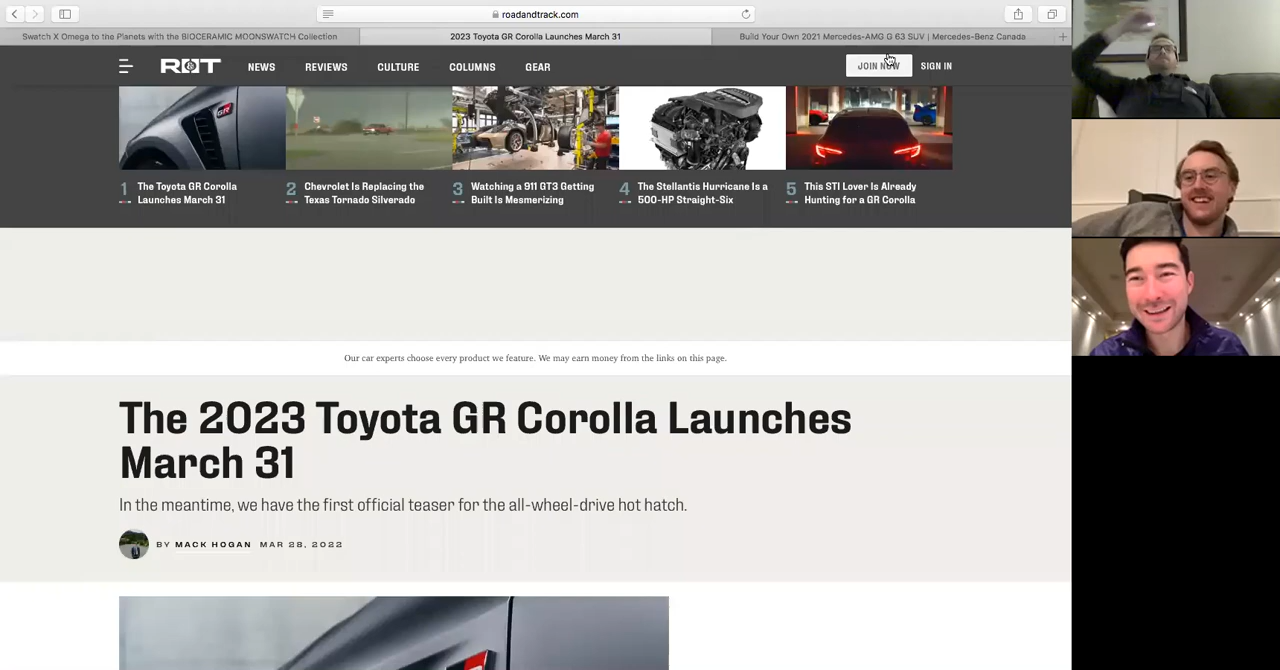 roadandtrack.com
Swatch X Omega to the Planets with the BIOCERAMIC MOONSWATCH Collection
2023 Toyota GR Corolla Launches March 31
Build Your Own 2021 Mercedes-AMG G 63 SUV | Mercedes-Benz Canada
R&T
NEWS
REVIEWS
CULTURE
COLUMNS
GEAR
JOIN NOW
SIGN IN
GR
1
The Toyota GR Corolla
Launches March 31
2
Chevrolet Is Replacing the
Texas Tornado Silverado
3
Watching a 911 GT3 Getting
Built Is Mesmerizing
4
The Stellantis Hurricane Is a
500-HP Straight-Six
5
This STI Lover Is Already
Hunting for a GR Corolla
Our car experts choose every product we feature. We may earn money from the links on this page.
The 2023 Toyota GR Corolla Launches
March 31
In the meantime, we have the first official teaser for the all-wheel-drive hot hatch.
BY MACK HOGAN MAR 28, 2022